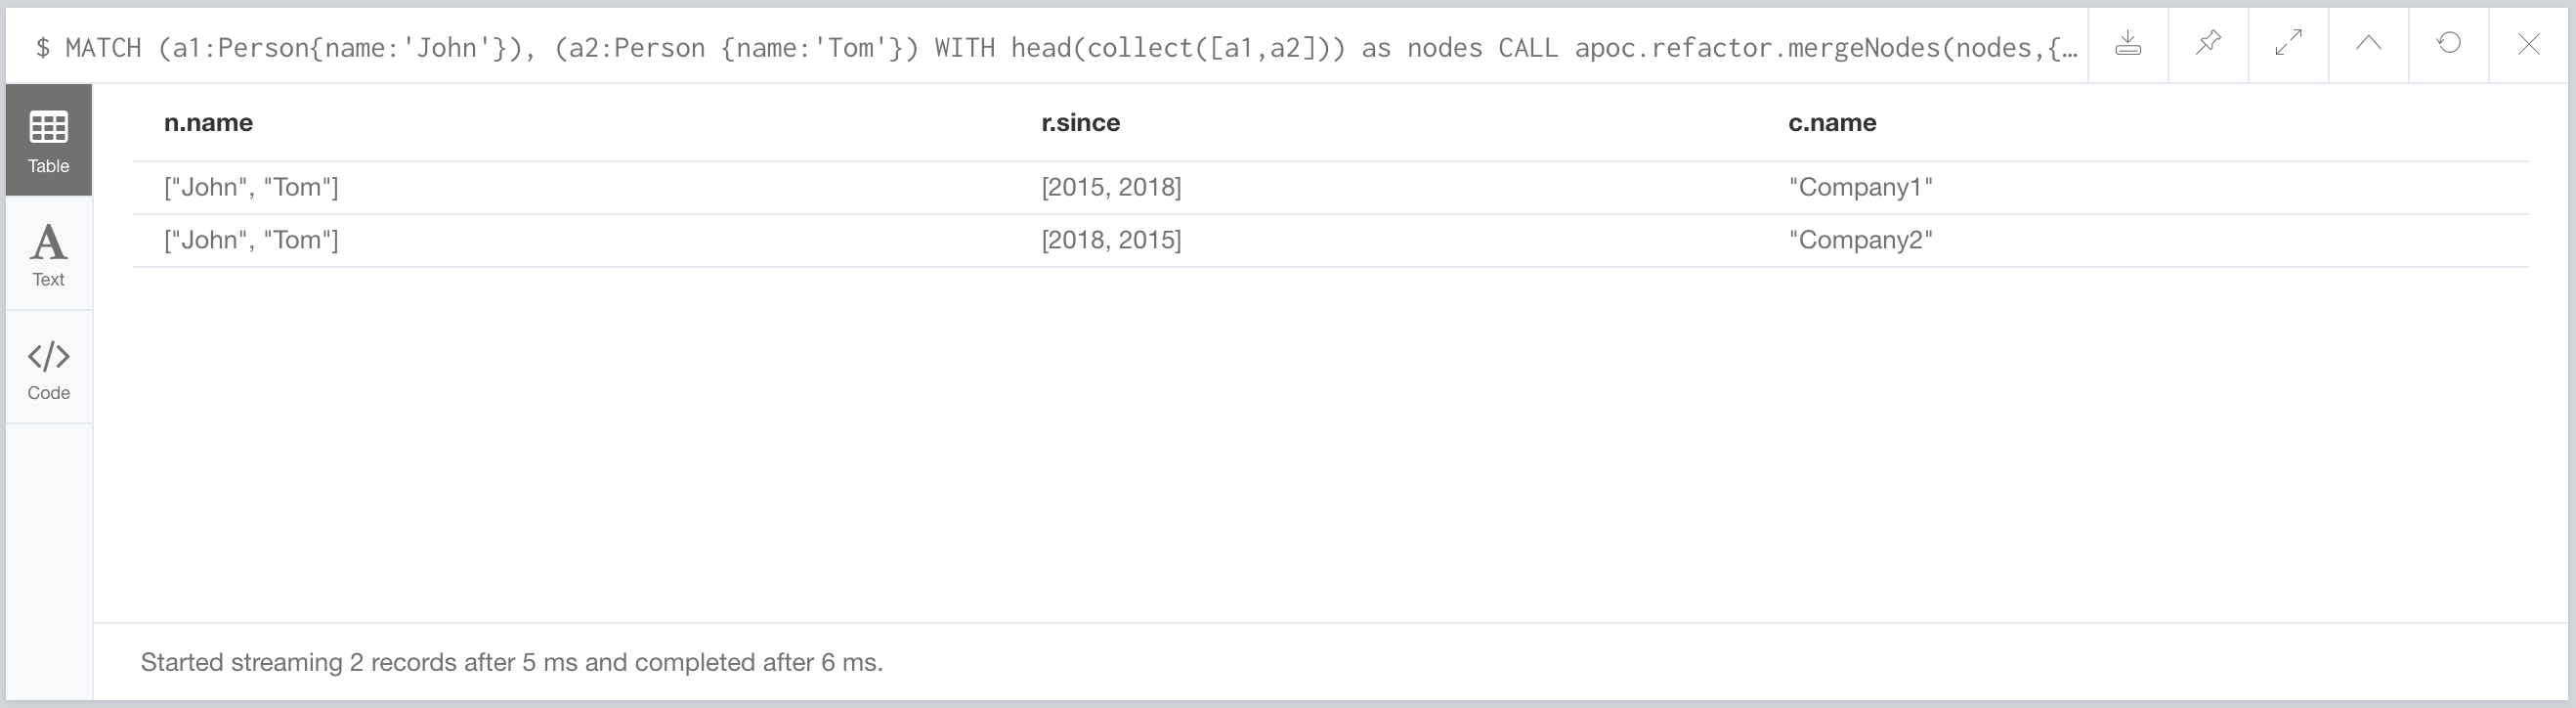 $ MATCH (a1:Person{name:'John'}), (a2:Person {name:'Tom'}) WITH head(collect([a1,a2])) as nodes CALL apoc.refactor.mergeNodes(nodes,{…
Table
Text
Code
n.name r.since c.name
["John", "Tom"] [2015, 2018] "Company1"
["John", "Tom"] [2018, 2015] "Company2"
Started streaming 2 records after 5 ms and completed after 6 ms.